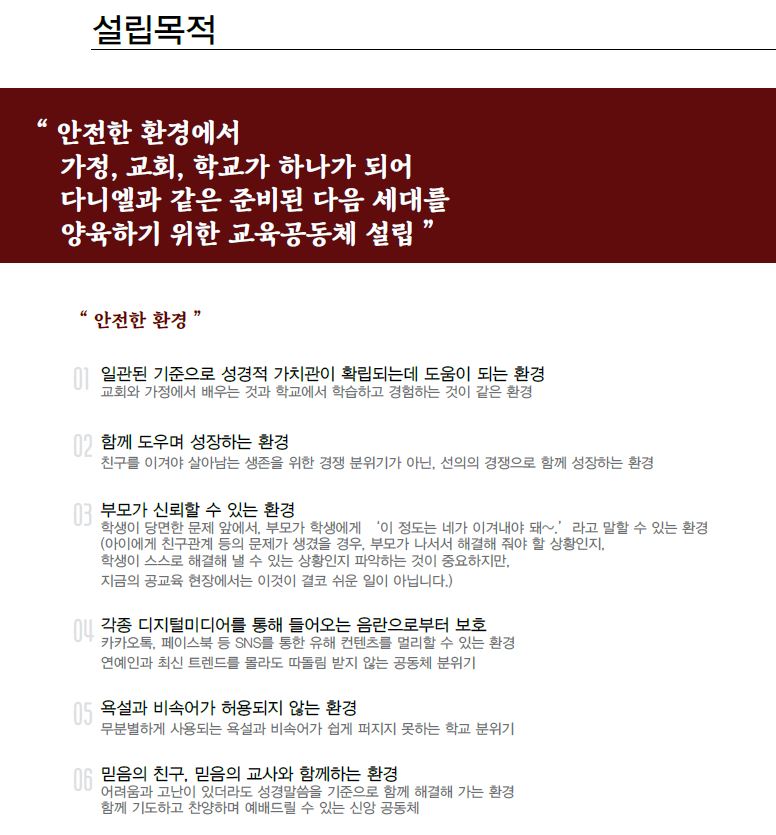 설립목적
“ 안전한 환경에서
가정, 교회, 학교가 하나가 되어
다니엘과 같은 준비된 다음 세대를
양육하기 위한 교육공동체 설립 ”
“ 안전한 환경 ”
01 일관된 기준으로 성경적 가치관이 확립되는데 도움이 되는 환경
교회와 가정에서 배우는 것과 학교에서 학습하고 경험하는 것이 같은 환경
02 함께 도우며 성장하는 환경
친구를 이겨야 살아남는 생존을 위한 경쟁 분위기가 아닌, 선의의 경쟁으로 함께 성장하는 환경
03 부모가 신뢰할 수 있는 환경
학생이 당면한 문제 앞에서, 부모가 학생에게 ‘이 정도는 네가 이겨내야 돼~.’ 라고 말할 수 있는 환경
(아이에게 친구관계 등의 문제가 생겼을 경우, 부모가 나서서 해결해 줘야 할 상황인지,
학생이 스스로 해결해 낼 수 있는 상황인지 파악하는 것이 중요하지만,
지금의 공교육 현장에서는 이것이 결코 쉬운 일이 아닙니다.)
04 각종 디지털미디어를 통해 들어오는 음란으로부터 보호
카카오톡, 페이스북 등 SNS를 통한 유해 컨텐츠를 멀리할 수 있는 환경
연예인과 최신 트렌드를 몰라도 따돌림 받지 않는 공동체 분위기
05 욕설과 비속어가 허용되지 않는 환경
무분별하게 사용되는 욕설과 비속어가 쉽게 퍼지지 못하는 학교 분위기
06 믿음의 친구, 믿음의 교사와 함께하는 환경
어려움과 고난이 있더라도 성경말씀을 기준으로 함께 해결해 가는 환경
함께 기도하고 찬양하며 예배드릴 수 있는 신앙 공동체